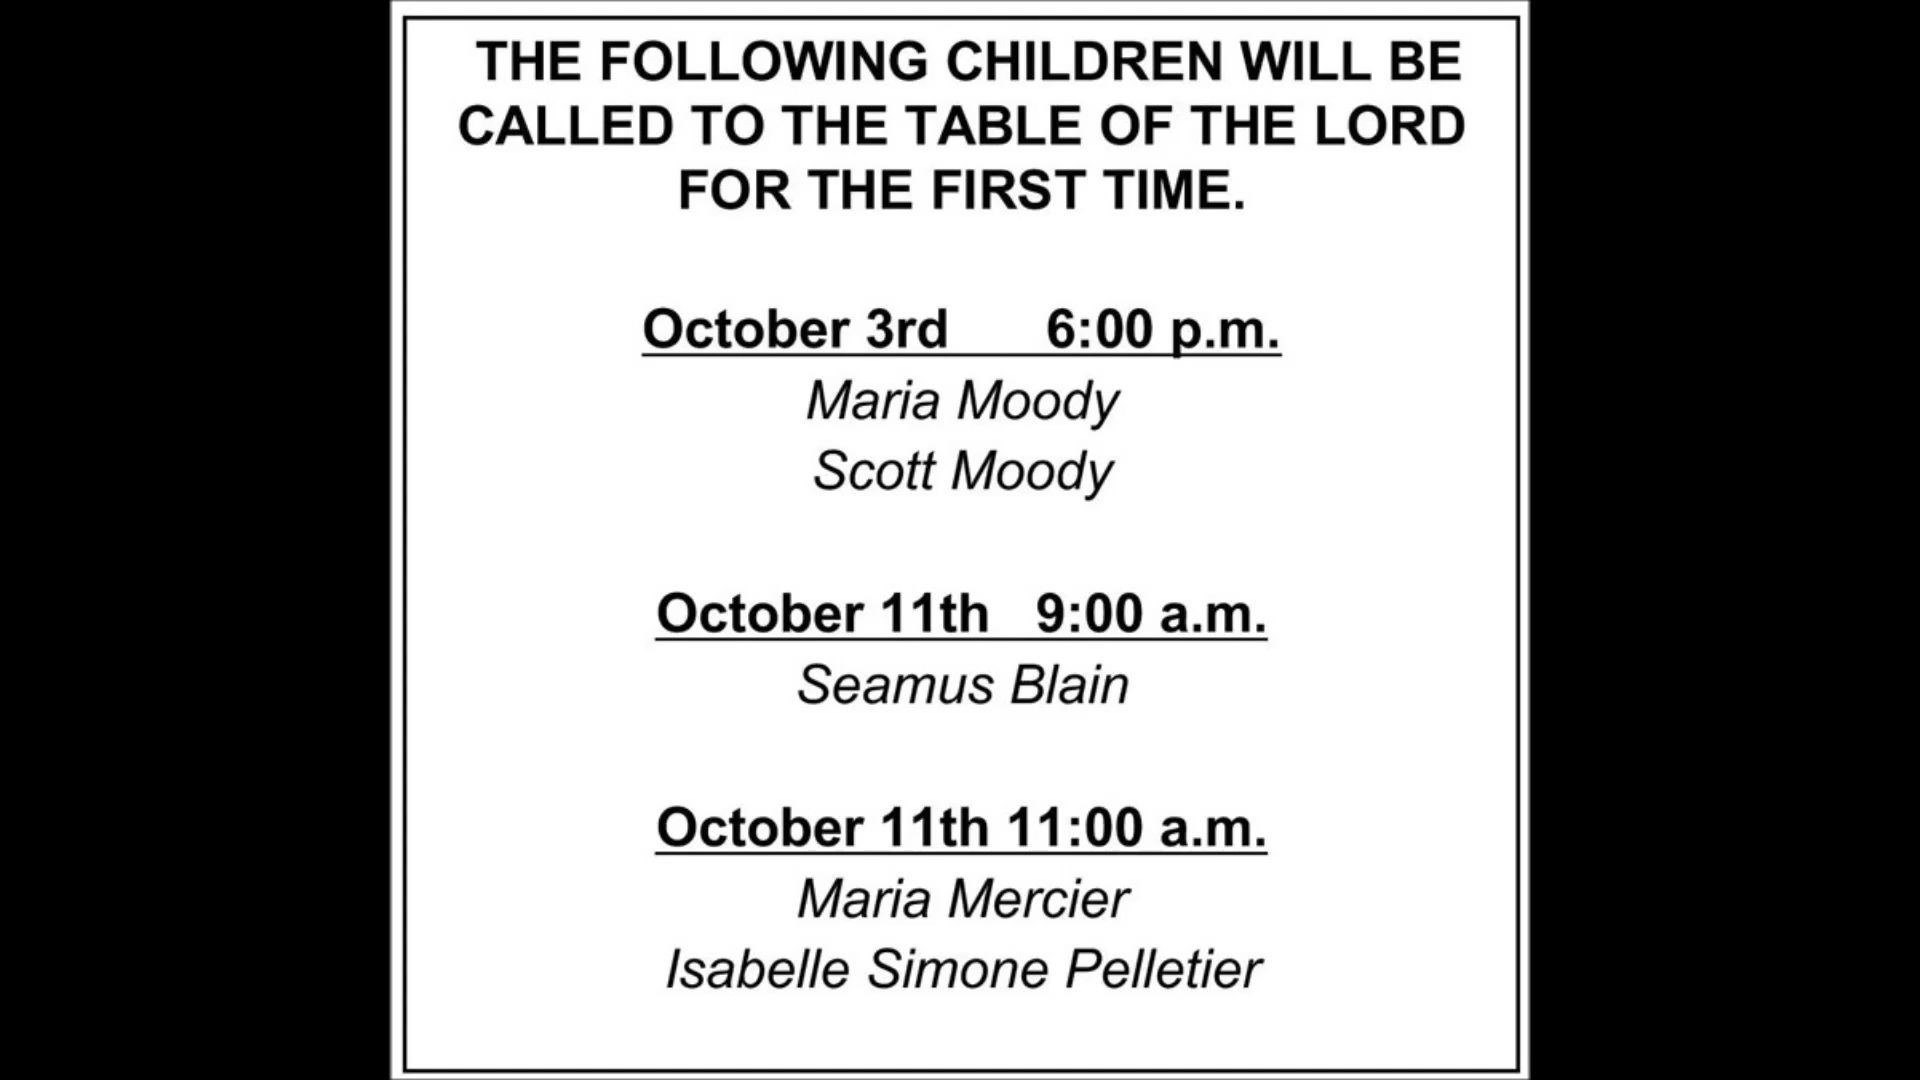 THE FOLLOWING CHILDREN WILL BE
CALLED TO THE TABLE OF THE LORD
FOR THE FIRST TIME.
October 3rd 6:00 p.m.
Maria Moody
Scott Moody
October 11th 9:00 a.m.
Seamus Blain
October 11th 11:00 a.m.
Maria Mercier
Isabelle Simone Pelletier